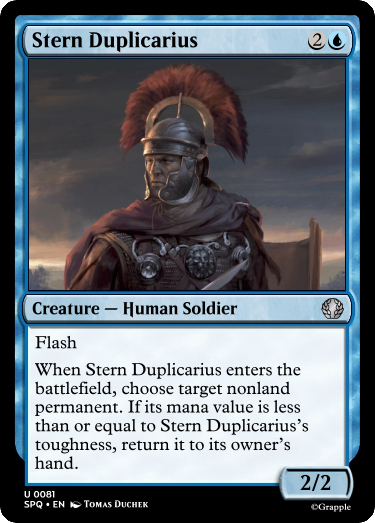 Stern Duplicarius 2
Creature — Human Soldier
Flash
When Stern Duplicarius enters the
battlefield, choose target nonland
permanent. If its mana value is less
than or equal to Stern Duplicarius's
toughness, return it to its owner's
hand.
2/2
U 0081
SPQ • EN Tomas Duchek
©Grapple